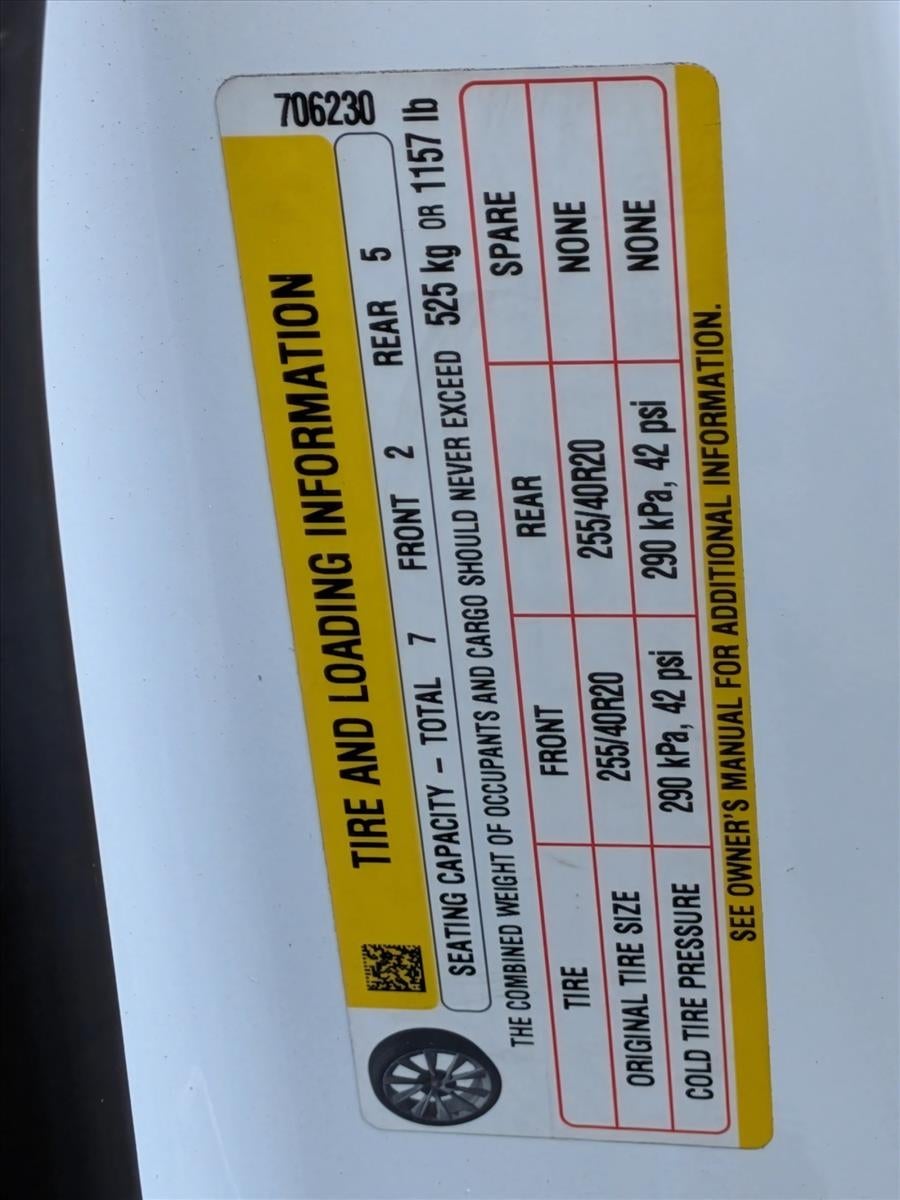 706230
TIRE AND LOADING INFORMATION
SEATING CAPACITY – TOTAL 7 FRONT 2 REAR 5
THE COMBINED WEIGHT OF OCCUPANTS AND CARGO SHOULD NEVER EXCEED 525 kg OR 1157 lb
TIRE FRONT REAR SPARE
ORIGINAL TIRE SIZE 255/40R20 255/40R20 NONE
COLD TIRE PRESSURE 290 kPa, 42 psi 290 kPa, 42 psi NONE
SEE OWNER'S MANUAL FOR ADDITIONAL INFORMATION.